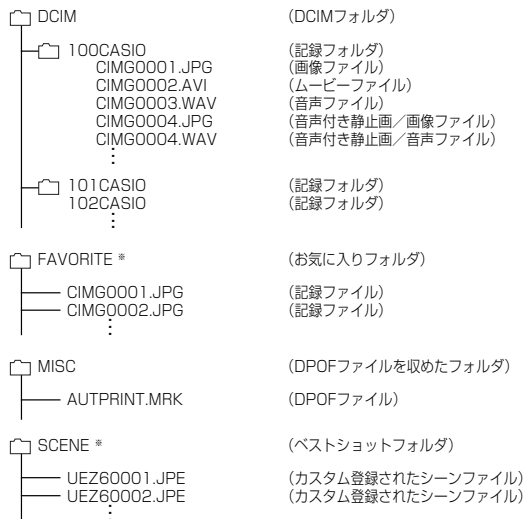 DCIM （DCIMフォルダ）
100CASIO （記録フォルダ）
CIMG0001.JPG （画像ファイル）
CIMG0002.AVI （ムービーファイル）
CIMG0003.WAV （音声ファイル）
CIMG0004.JPG （音声付き静止画／画像ファイル）
CIMG0004.WAV （音声付き静止画／音声ファイル）
⋮
101CASIO （記録フォルダ）
102CASIO （記録フォルダ）
⋮
FAVORITE ※ （お気に入りフォルダ）
CIMG0001.JPG （記録ファイル）
CIMG0002.JPG （記録ファイル）
⋮
MISC （DPOFファイルを収めたフォルダ）
AUTPRINT.MRK （DPOFファイル）
SCENE ※ （ベストショットフォルダ）
UEZ60001.JPE （カスタム登録されたシーンファイル）
UEZ60002.JPE （カスタム登録されたシーンファイル）
⋮